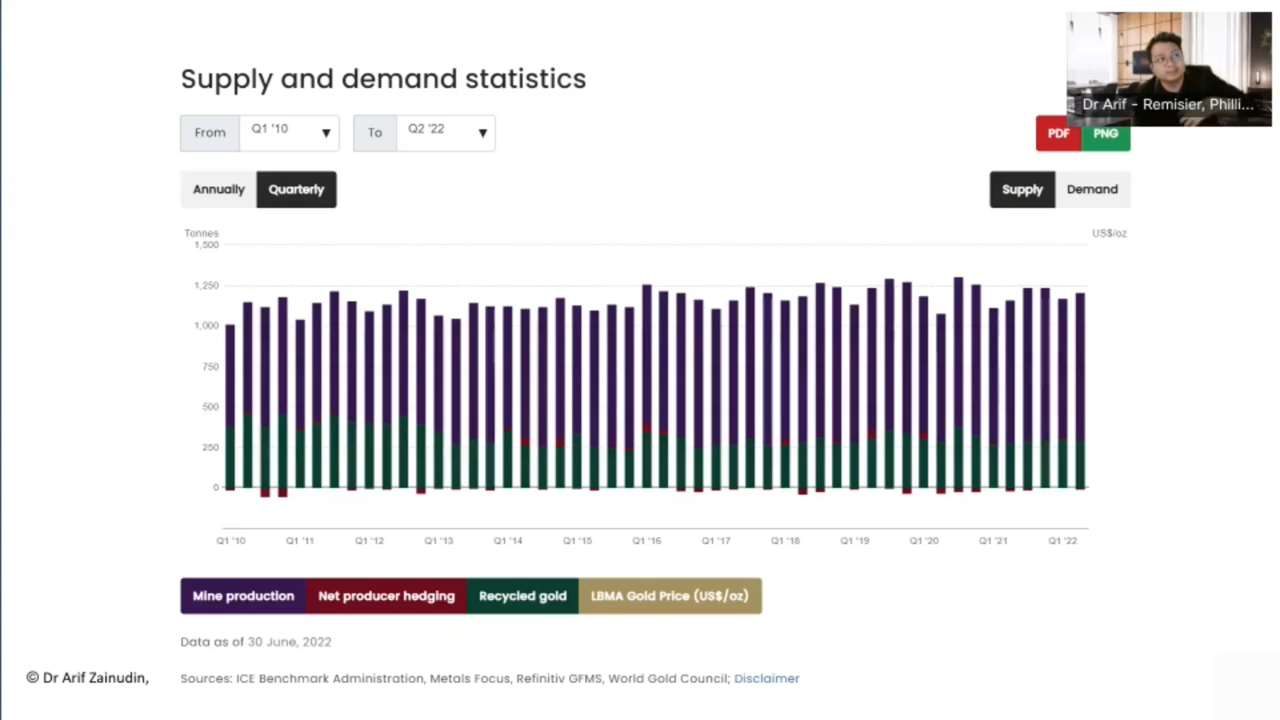 Supply and demand statistics
Dr Arif - Remisier, Philli...
From Q1 '10 ▼ To Q2 '22 ▼
PDF PNG
Annually Quarterly
Supply Demand
Tonnes
US$/oz
1,500
1,250
1,000
750
500
250
0
Q1 '10 Q1 '11 Q1 '12 Q1 '13 Q1 '14 Q1 '15 Q1 '16 Q1 '17 Q1 '18 Q1 '19 Q1 '20 Q1 '21 Q1 '22
Mine production Net producer hedging Recycled gold LBMA Gold Price (US$/oz)
Data as of 30 June, 2022
© Dr Arif Zainudin,
Sources: ICE Benchmark Administration, Metals Focus, Refinitiv GFMS, World Gold Council; Disclaimer